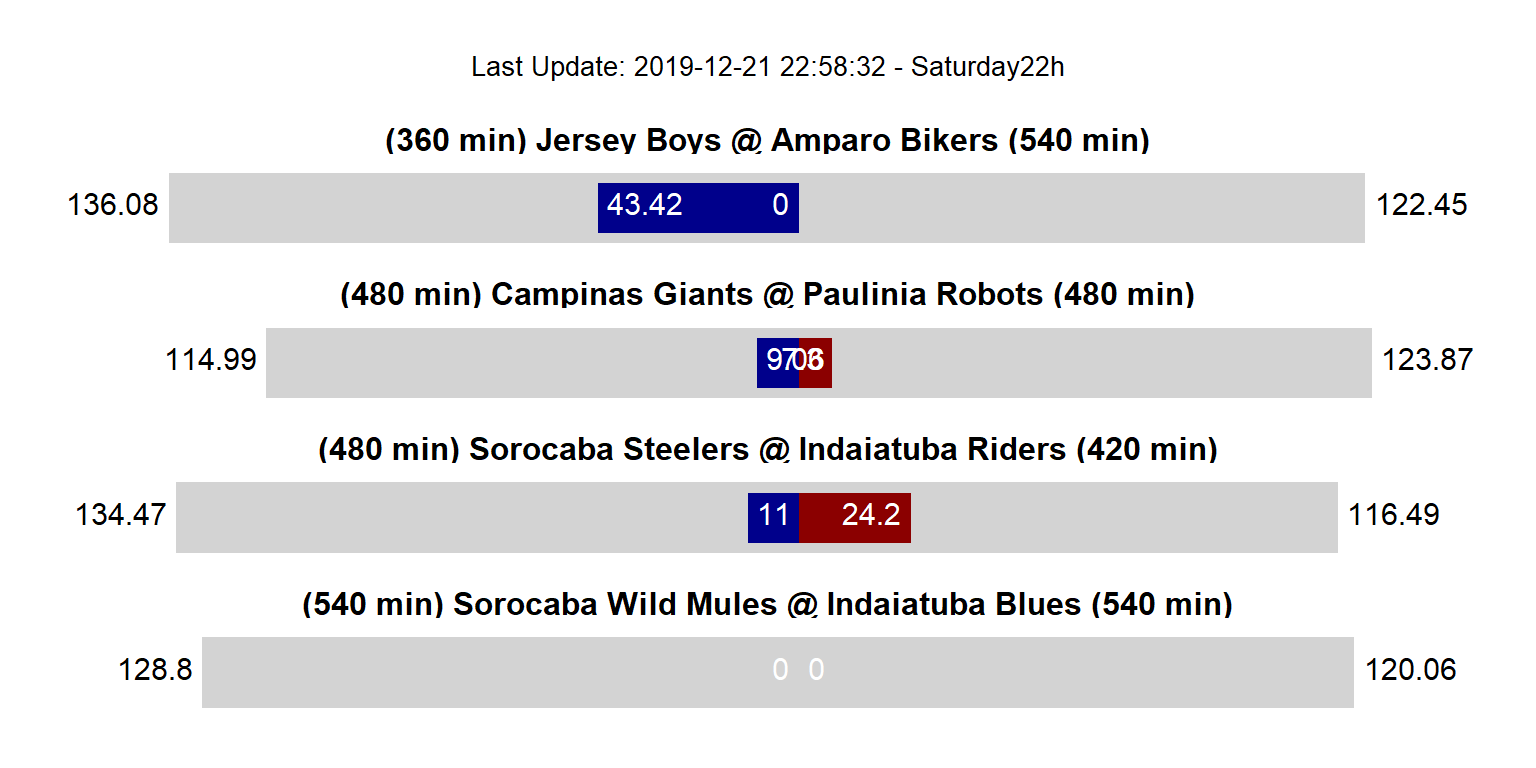 Last Update: 2019-12-21 22:58:32 - Saturday22h
(360 min) Jersey Boys @ Amparo Bikers (540 min)
136.08 43.42 0 122.45
(480 min) Campinas Giants @ Paulinia Robots (480 min)
114.99 123.87
(480 min) Sorocaba Steelers @ Indaiatuba Riders (420 min)
134.47 11 24.2 116.49
(540 min) Sorocaba Wild Mules @ Indaiatuba Blues (540 min)
128.8 0 0 120.06